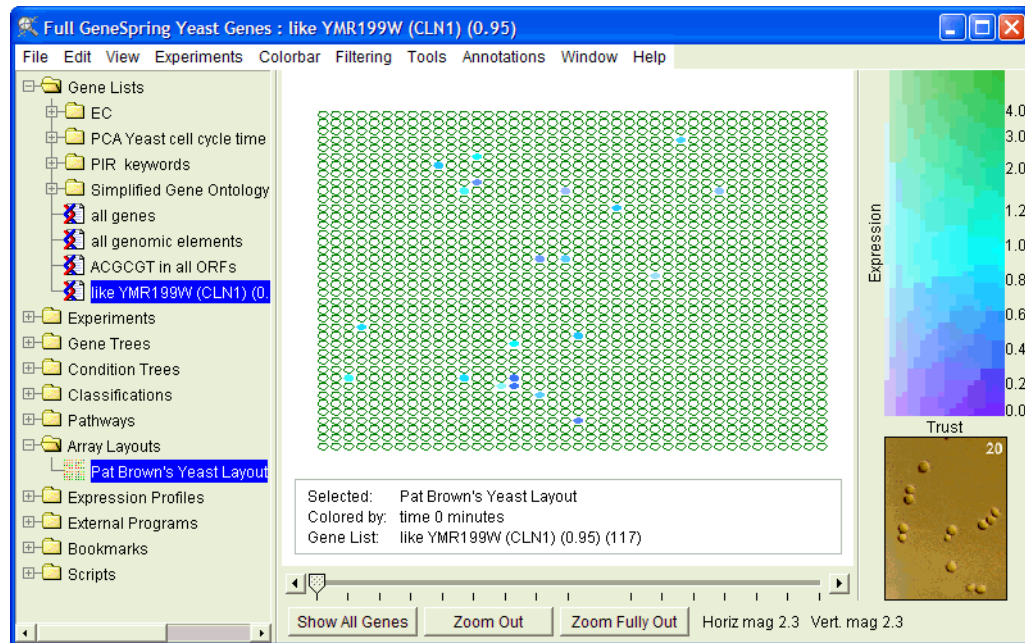 Full GeneSpring Yeast Genes : like YMR199W (CLN1) (0.95)
File Edit View Experiments Colorbar Filtering Tools Annotations Window Help
Gene Lists
EC
PCA Yeast cell cycle time
PIR keywords
Simplified Gene Ontology
all genes
all genomic elements
ACGCGT in all ORFs
like YMR199W (CLN1) (0.
Experiments
Gene Trees
Condition Trees
Classifications
Pathways
Array Layouts
Pat Brown's Yeast Layout
Expression Profiles
External Programs
Bookmarks
Scripts
Selected: Pat Brown's Yeast Layout
Colored by: time 0 minutes
Gene List: like YMR199W (CLN1) (0.95) (117)
Show All Genes Zoom Out Zoom Fully Out Horiz mag 2.3 Vert. mag 2.3
Expression
4.0
3.0
2.0
1.2
1.0
0.8
0.6
0.4
0.2
0.0
Trust
20